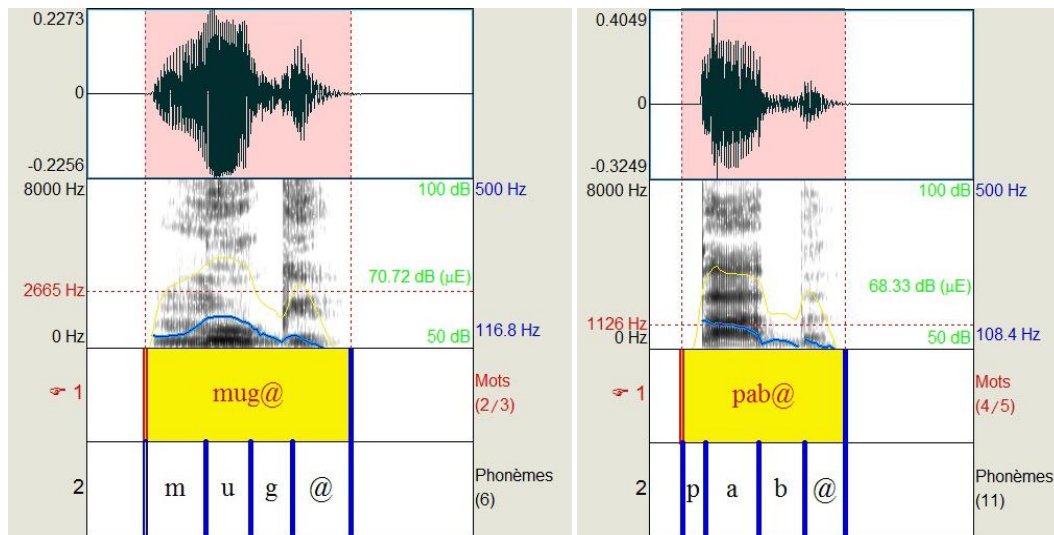 0.2273
0
-0.2256
8000 Hz
100 dB
500 Hz
70.72 dB (µE)
2665 Hz
116.8 Hz
0 Hz
50 dB
☞ 1
mug@
Mots
(2/3)
2
m u g @
Phonèmes
(6)
0.4049
0
-0.3249
8000 Hz
100 dB
500 Hz
68.33 dB (µE)
1126 Hz
108.4 Hz
0 Hz
50 dB
☞ 1
pab@
Mots
(4/5)
2
p a b @
Phonèmes
(11)